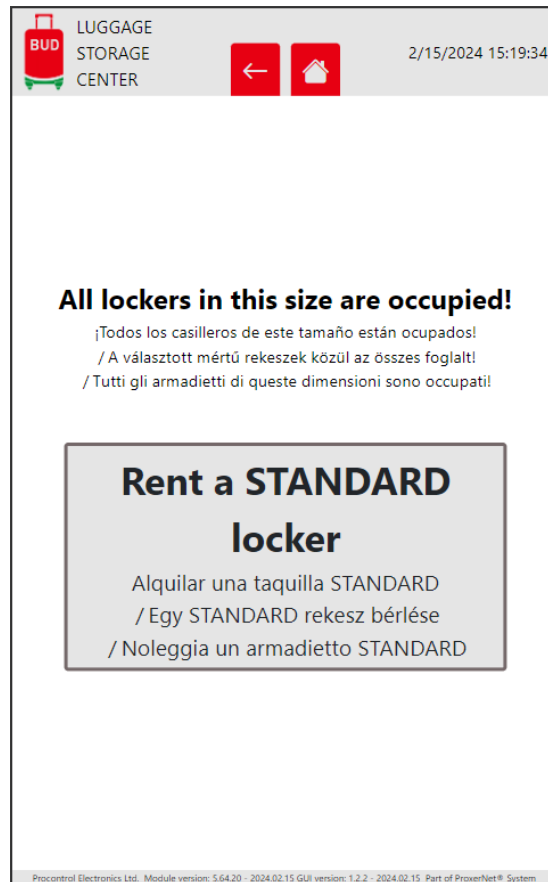 BUD
LUGGAGE
STORAGE
CENTER
2/15/2024 15:19:34
All lockers in this size are occupied!
¡Todos los casilleros de este tamaño están ocupados!
/ A választott mértű rekeszek közül az összes foglalt!
/ Tutti gli armadietti di queste dimensioni sono occupati!
Rent a STANDARD
locker
Alquilar una taquilla STANDARD
/ Egy STANDARD rekesz bérlése
/ Noleggia un armadietto STANDARD
Procontrol Electronics Ltd. Module version: 5.64.20 - 2024.02.15 GUI version: 1.2.2 - 2024.02.15 Part of ProxerNet® System